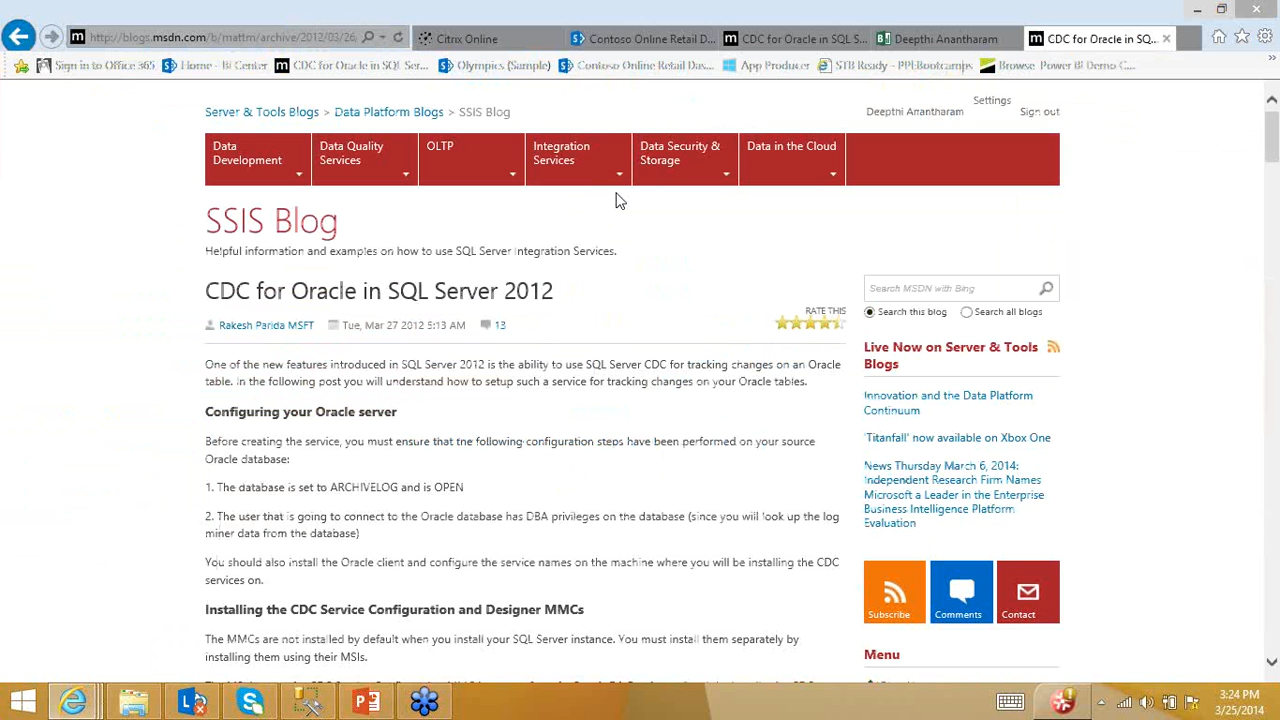 http://blogs.msdn.com/b/mattm/archive/2012/03/26,
Citrix Online
Contoso Online Retail D...
CDC for Oracle in SQL S...
Deepthi Anantharam
CDC for Oracle in SQ...
Sign in to Office 365
Home - BI Center
CDC for Oracle in SQL Ser...
Olympics (Sample)
Contoso Online Retail Das...
App Producer
STB Ready - PPI Bootcamps
Browse Power BI Demo C...
Server & Tools Blogs > Data Platform Blogs > SSIS Blog
Deepthi Anantharam
Settings
Sign out
Data Development
Data Quality Services
OLTP
Integration Services
Data Security & Storage
Data in the Cloud
SSIS Blog
Helpful information and examples on how to use SQL Server Integration Services.
CDC for Oracle in SQL Server 2012
RATE THIS
Rakesh Parida MSFT
Tue, Mar 27 2012 5:13 AM
13
One of the new features introduced in SQL Server 2012 is the ability to use SQL Server CDC for tracking changes on an Oracle
table. In the following post you will understand how to setup such a service for tracking changes on your Oracle tables.
Configuring your Oracle server
Before creating the service, you must ensure that the following configuration steps have been performed on your source
Oracle database:
1. The database is set to ARCHIVELOG and is OPEN
2. The user that is going to connect to the Oracle database has DBA privileges on the database (since you will look up the log
miner data from the database)
You should also install the Oracle client and configure the service names on the machine where you will be installing the CDC
services on.
Installing the CDC Service Configuration and Designer MMCs
The MMCs are not installed by default when you install your SQL Server instance. You must install them separately by
installing them using their MSIs.
Search MSDN with Bing
Search this blog
Search all blogs
Live Now on Server & Tools
Blogs
Innovation and the Data Platform
Continuum
'Titanfall' now available on Xbox One
News Thursday March 6, 2014:
Independent Research Firm Names
Microsoft a Leader in the Enterprise
Business Intelligence Platform
Evaluation
Subscribe
Comments
Contact
Menu
3:24 PM
3/25/2014